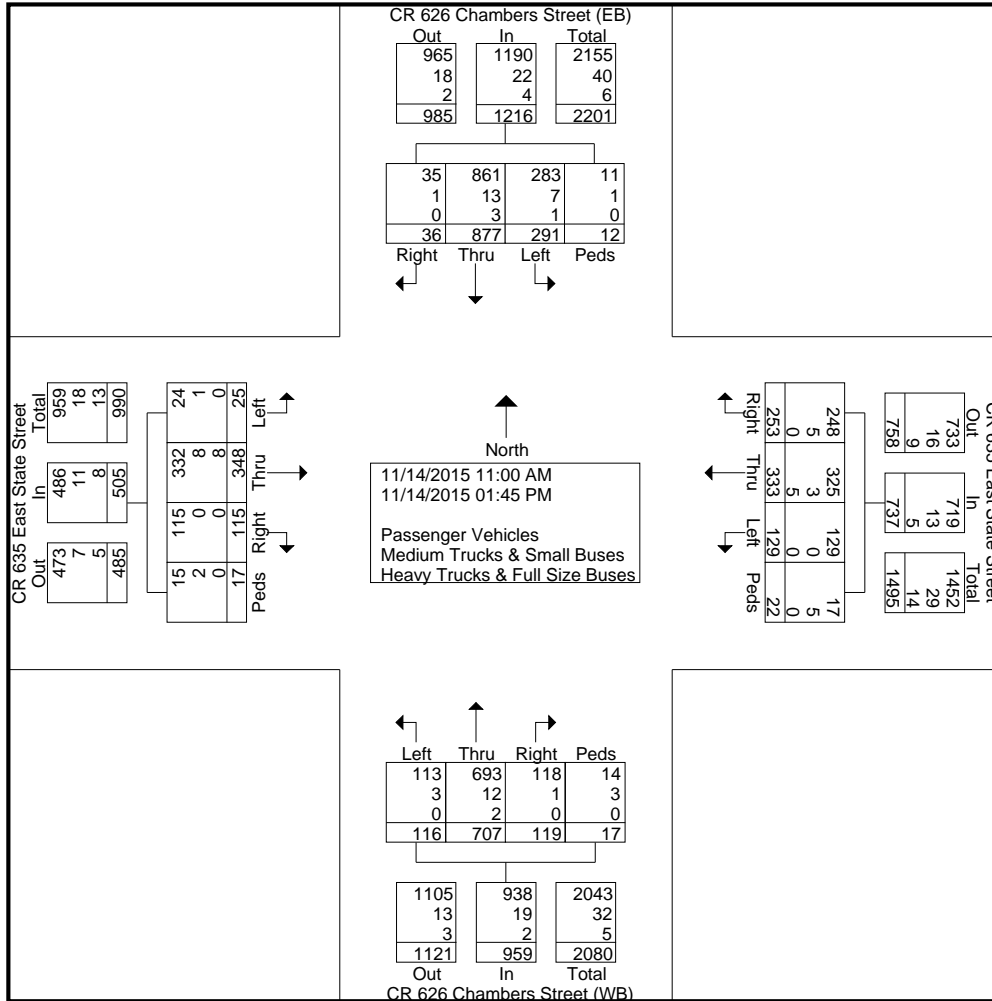 CR 626 Chambers Street (EB)
Out In Total
965 1190 2155
18 22 40
2 4 6
985 1216 2201
35 861 283 11
1 13 7 1
0 3 1 0
36 877 291 12
Right Thru Left Peds
CR 635 East State Street
Total In Out
959 486 473
18 11 7
13 8 5
990 505 485
24 332 115 15
1 8 0 2
0 8 0 0
25 348 115 17
Left Thru Right Peds
North
11/14/2015 11:00 AM
11/14/2015 01:45 PM
Passenger Vehicles
Medium Trucks & Small Buses
Heavy Trucks & Full Size Buses
Right Thru Left Peds
253 333 129 22
0 5 0 0
5 3 0 5
248 325 129 17
CR 635 East State Street
Out In Total
733 719 1452
16 13 29
9 5 14
758 737 1495
Left Thru Right Peds
113 693 118 14
3 12 1 3
0 2 0 0
116 707 119 17
1105 938 2043
13 19 32
3 2 5
1121 959 2080
Out In Total
CR 626 Chambers Street (WB)